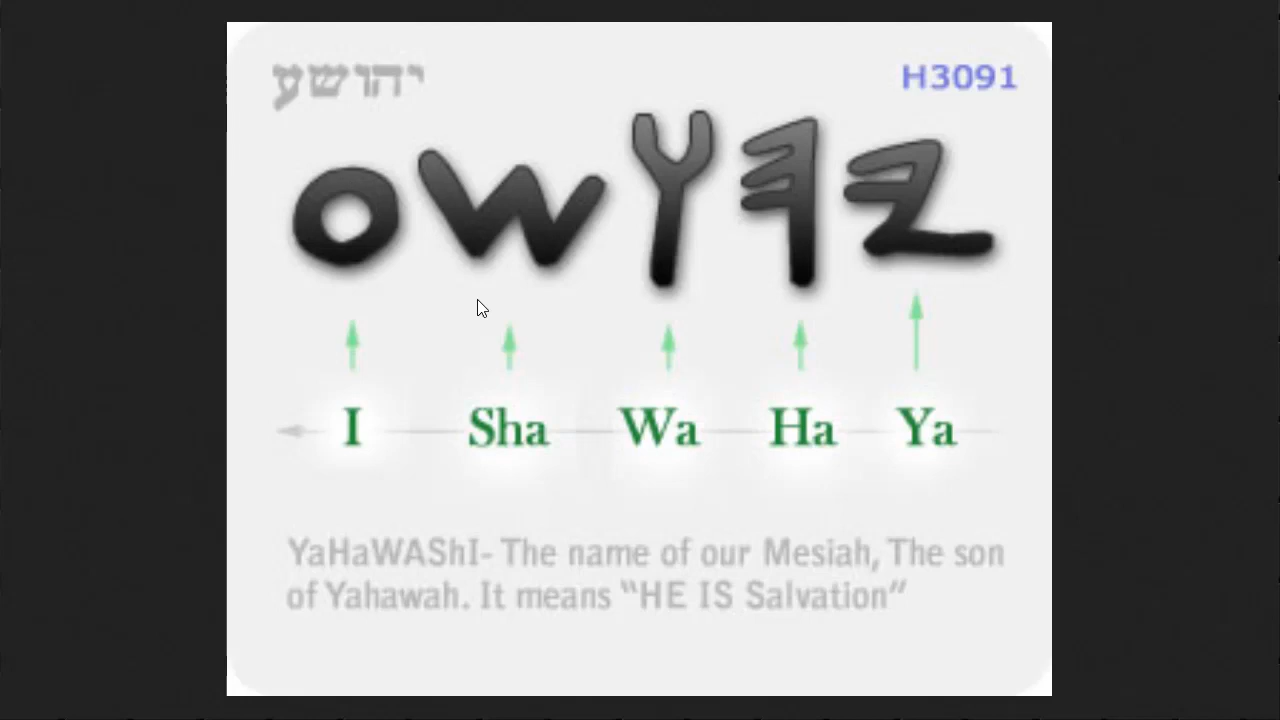 יהושע
H3091
𐤉𐤄𐤅𐤔𐤏
I Sha Wa Ha Ya
YaHaWAShI- The name of our Mesiah, The son
of Yahawah. It means “HE IS Salvation”